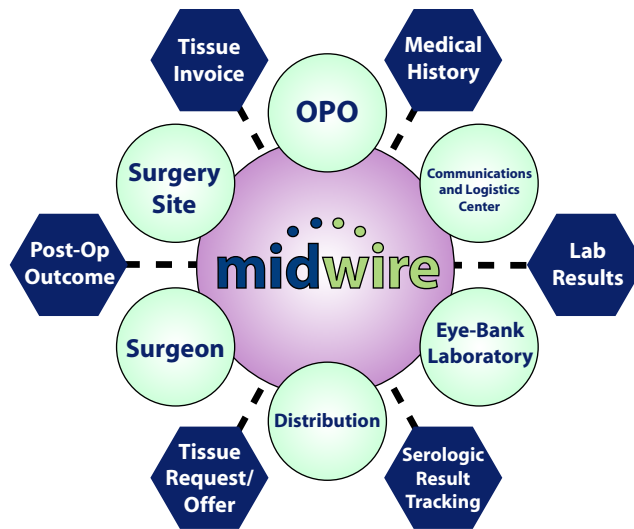 Tissue
Invoice
Medical
History
OPO
Surgery
Site
Communications
and Logistics
Center
midwire
Post-Op
Outcome
Lab
Results
Surgeon
Eye-Bank
Laboratory
Distribution
Tissue
Request/
Offer
Serologic
Result
Tracking